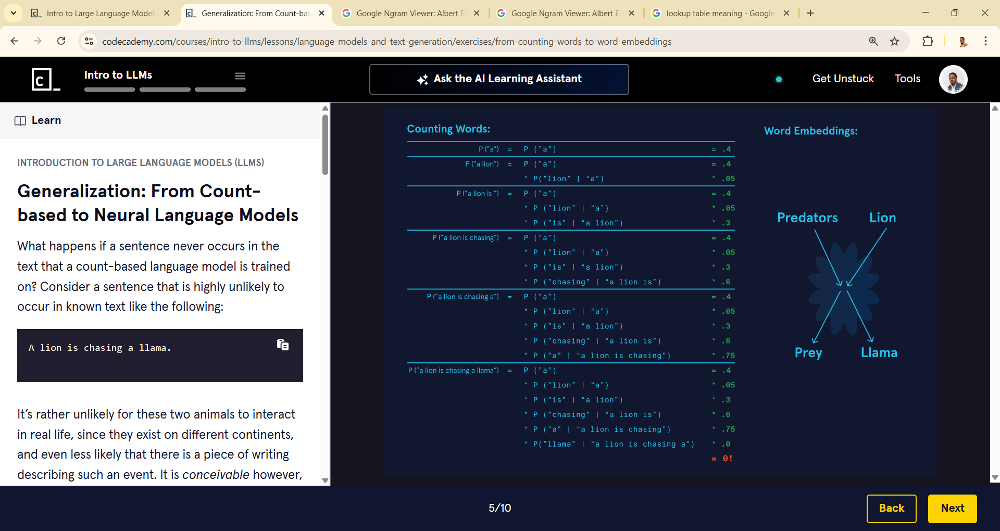 Intro to Large Language Models
Generalization: From Count-bas
Google Ngram Viewer: Albert Ei
Google Ngram Viewer: Albert Ei
lookup table meaning - Google
codecademy.com/courses/intro-to-llms/lessons/language-models-and-text-generation/exercises/from-counting-words-to-word-embeddings
c
Intro to LLMs
Ask the AI Learning Assistant
Get Unstuck
Tools
Learn
INTRODUCTION TO LARGE LANGUAGE MODELS (LLMS)
Generalization: From Count-
based to Neural Language Models
What happens if a sentence never occurs in the
text that a count-based language model is trained
on? Consider a sentence that is highly unlikely to
occur in known text like the following:
A lion is chasing a llama.
It’s rather unlikely for these two animals to interact
in real life, since they exist on different continents,
and even less likely that there is a piece of writing
describing such an event. It is conceivable however,
Counting Words:
P ("a") = P ("a") = .4
P ("a lion") = P ("a") = .4
* P("lion" | “a”) * .05
P ("a lion is ") = P ("a") = .4
* P ("lion" | “a”) * .05
* P ("is" | “a lion”) * .3
P ("a lion is chasing") = P ("a") = .4
* P ("lion" | “a”) * .05
* P ("is" | “a lion”) * .3
* P ("chasing" | “a lion is”) * .6
P ("a lion is chasing a") = P ("a") = .4
* P ("lion" | “a”) * .05
* P ("is" | “a lion”) * .3
* P ("chasing" | “a lion is”) * .6
* P ("a" | “a lion is chasing”) * .75
P ("a lion is chasing a llama") = P ("a") = .4
* P ("lion" | “a”) * .05
* P ("is" | “a lion”) * .3
* P ("chasing" | “a lion is”) * .6
* P ("a" | “a lion is chasing”) * .75
* P("llama" | “a lion is chasing a”) * .0
= 0!
Word Embeddings:
Predators Lion
Prey Llama
5/10
Back
Next